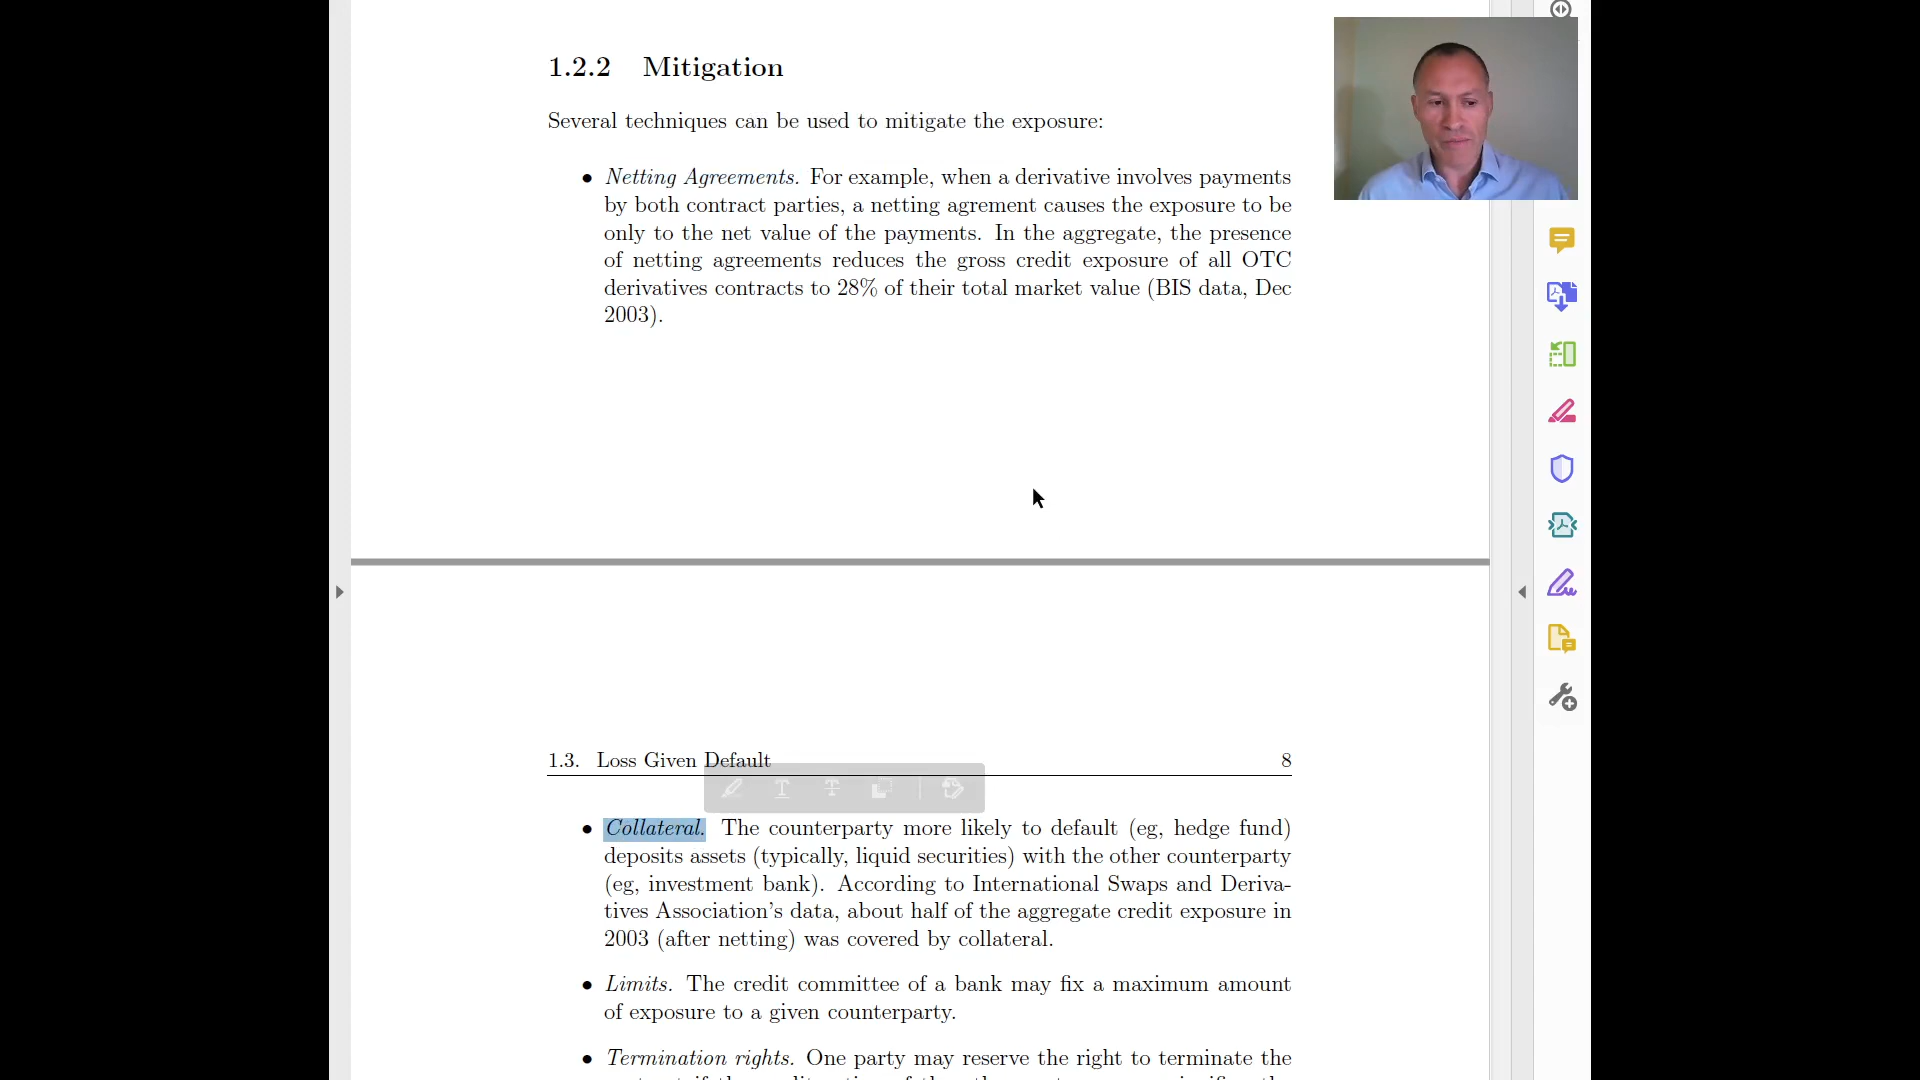 1.2.2 Mitigation
Several techniques can be used to mitigate the exposure:
• Netting Agreements. For example, when a derivative involves payments
by both contract parties, a netting agrement causes the exposure to be
only to the net value of the payments. In the aggregate, the presence
of netting agreements reduces the gross credit exposure of all OTC
derivatives contracts to 28% of their total market value (BIS data, Dec
2003).
1.3. Loss Given Default 8
• Collateral. The counterparty more likely to default (eg, hedge fund)
deposits assets (typically, liquid securities) with the other counterparty
(eg, investment bank). According to International Swaps and Deriva-
tives Association's data, about half of the aggregate credit exposure in
2003 (after netting) was covered by collateral.
• Limits. The credit committee of a bank may fix a maximum amount
of exposure to a given counterparty.
• Termination rights. One party may reserve the right to terminate the